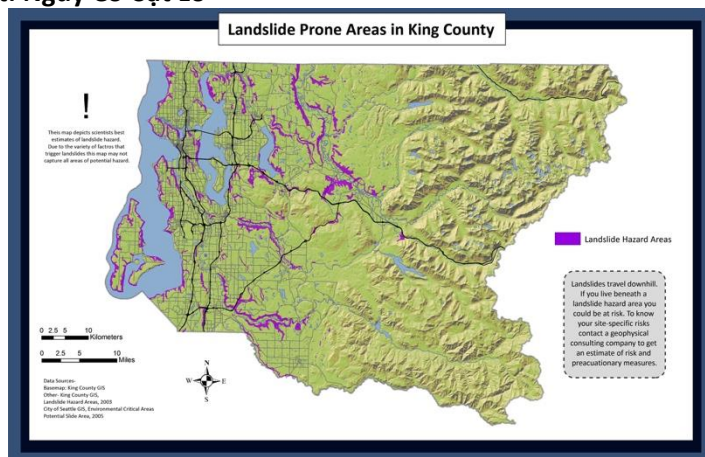 Landslide Prone Areas in King County
!
Theis map depicts scientists best
estimates of landslide hazard.
Due to the variety of factros that
trigger landslides this map may not
capture all areas of potential hazard.
Landslide Hazard Areas
Landslides travel downhill.
If you live beneath a
landslide hazard area you
could be at risk. To know
your site-specific risks
contact a geophysical
consulting company to get
an estimate of risk and
preacuationary measures.
0 2.5 5 10
Kilometers
0 2.5 5 10
Miles
N
W E
S
Data Sources-
Basemap: King County GIS
Other- King County GIS,
Landslide Hazard Areas, 2003
City of Seattle GIS, Environmental Critical Areas
Potential Slide Area, 2005